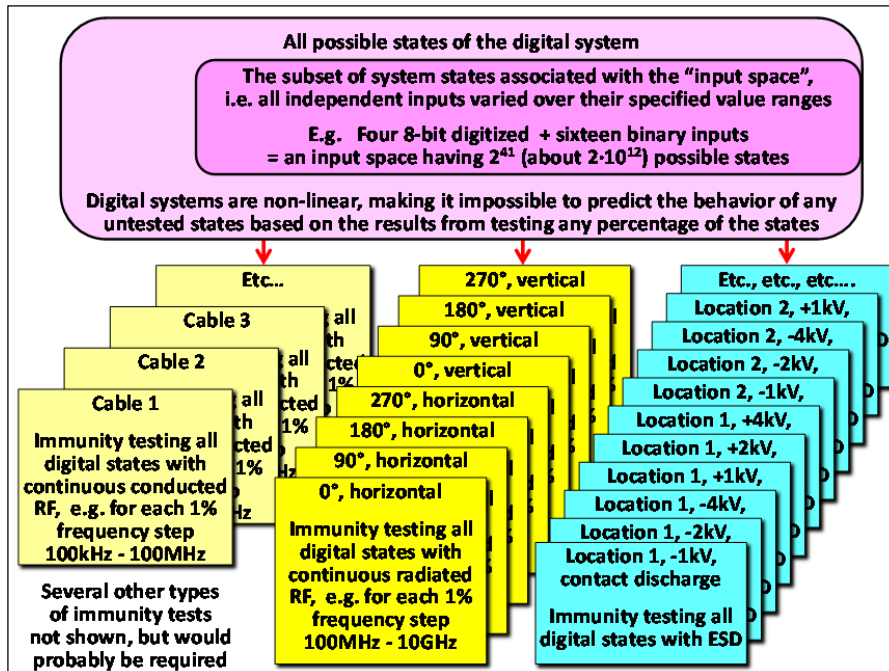 All possible states of the digital system
The subset of system states associated with the “input space”,
i.e. all independent inputs varied over their specified value ranges
E.g. Four 8-bit digitized + sixteen binary inputs
= an input space having 2⁴¹ (about 2·10¹²) possible states
Digital systems are non-linear, making it impossible to predict the behavior of any
untested states based on the results from testing any percentage of the states
Etc…
Cable 3
Cable 2
Cable 1
Immunity testing all
digital states with
continuous conducted
RF, e.g. for each 1%
frequency step
100kHz - 100MHz
Several other types
of immunity tests
not shown, but would
probably be required
270°, vertical
180°, vertical
90°, vertical
0°, vertical
270°, horizontal
180°, horizontal
90°, horizontal
0°, horizontal
Immunity testing all
digital states with
continuous radiated
RF, e.g. for each 1%
frequency step
100MHz - 10GHz
Etc., etc., etc….
Location 2, +1kV,
Location 2, -4kV,
Location 2, -2kV,
Location 2, -1kV,
Location 1, +4kV,
Location 1, +2kV,
Location 1, +1kV,
Location 1, -4kV,
Location 1, -2kV,
Location 1, -1kV,
contact discharge
Immunity testing all
digital states with ESD